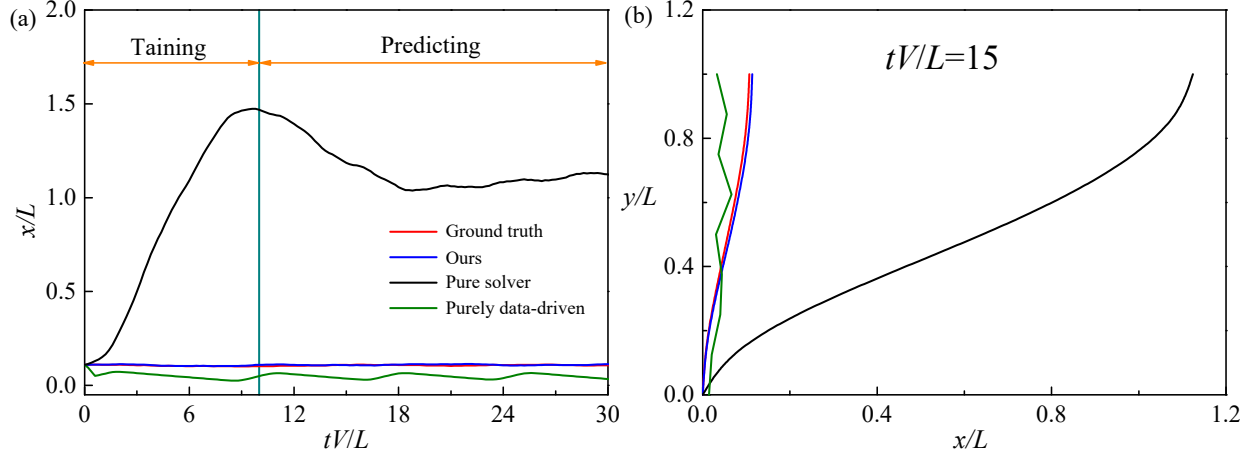 (a)
2.0
1.5
1.0
0.5
0.0
x/L
Taining
Predicting
Ground truth
Ours
Pure solver
Purely data-driven
0 6 12 18 24 30
tV/L
(b)
1.2
0.8
y/L
0.4
0.0
tV/L=15
0.0 0.4 0.8 1.2
x/L